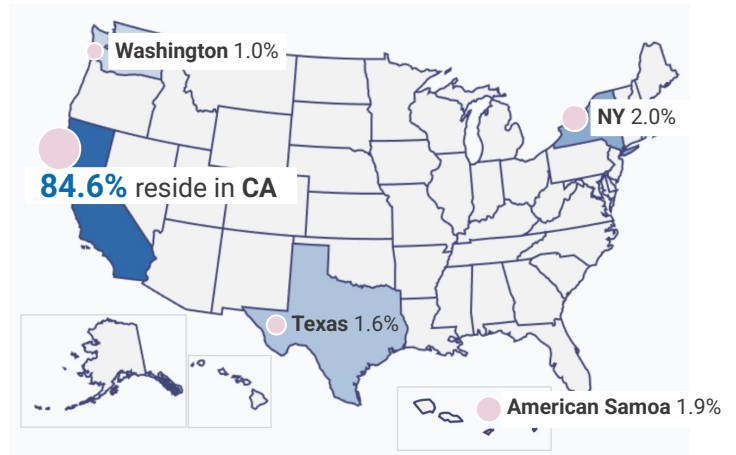 Washington 1.0%
NY 2.0%
84.6% reside in CA
Texas 1.6%
American Samoa 1.9%